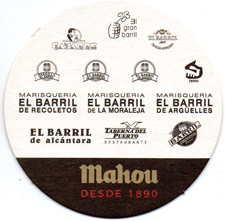 El
gran
barril
EL BARRIL
MARISQUERIA
EL BARRIL
DE RECOLETOS
MARISQUERIA
EL BARRIL
DE LA MORALEJA
MARISQUERIA
EL BARRIL
DE ARGÜELLES
EL BARRIL
de alcántara
TABERNA DEL
PUERTO
RESTAURANTE
Mahou
DESDE 1890